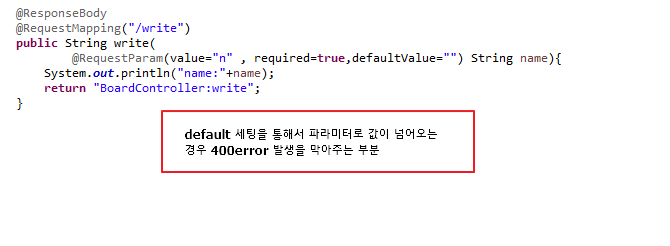 @ResponseBody
@RequestMapping("/write")
public String write(
@RequestParam(value="n" , required=true,defaultValue="") String name){
System.out.println("name:"+name);
return "BoardController:write";
}
default 세팅을 통해서 파라미터로 값이 넘어오는
경우 400error 발생을 막아주는 부분